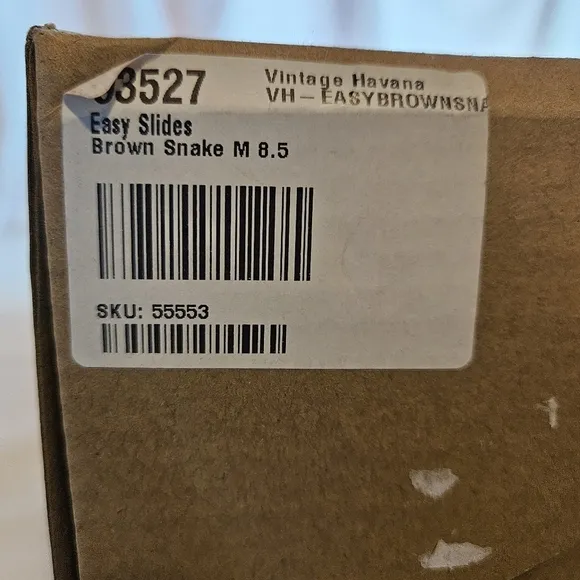 3527
Vintage Havana
VH-EASYBROWNSNA
Easy Slides
Brown Snake M 8.5
SKU: 55553